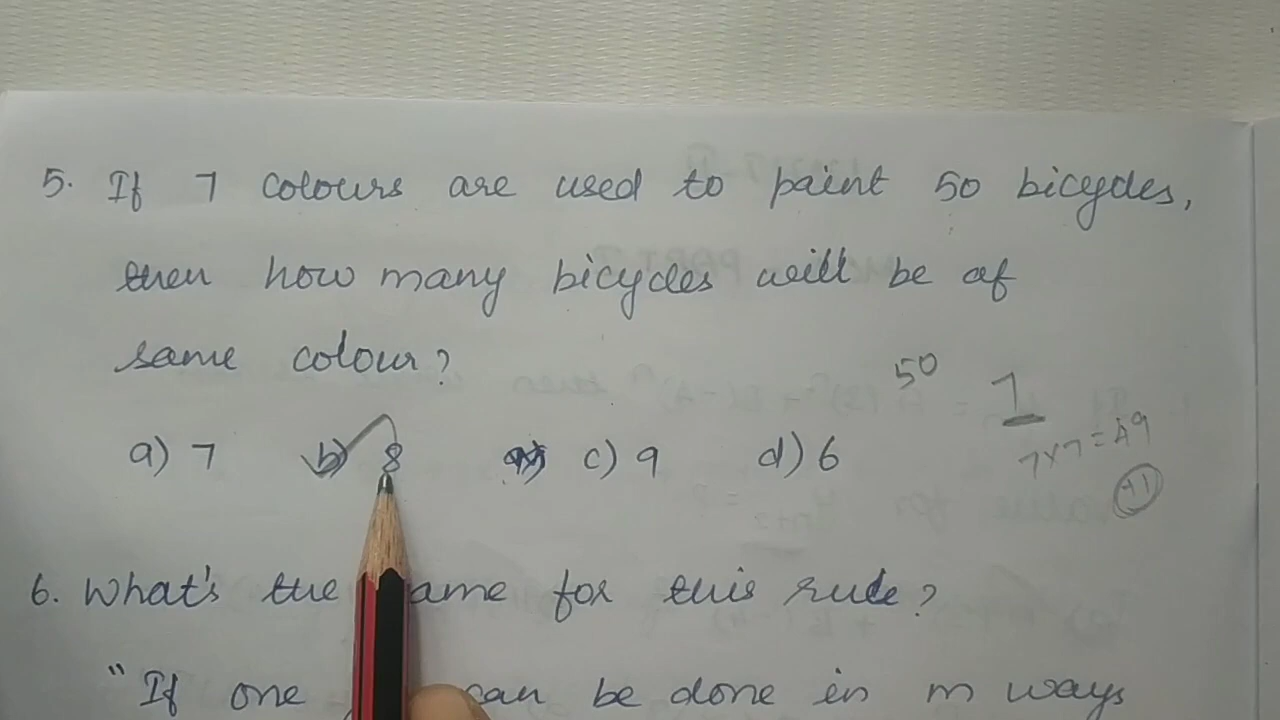 5. If 7 colours are used to paint 50 bicycles,
then how many bicycles will be of
same colour?
50 7
7x7=49
+1
a) 7 b) 8 c) 9 d) 6
6. What's the ame for this rule?
"If one can be done in m ways